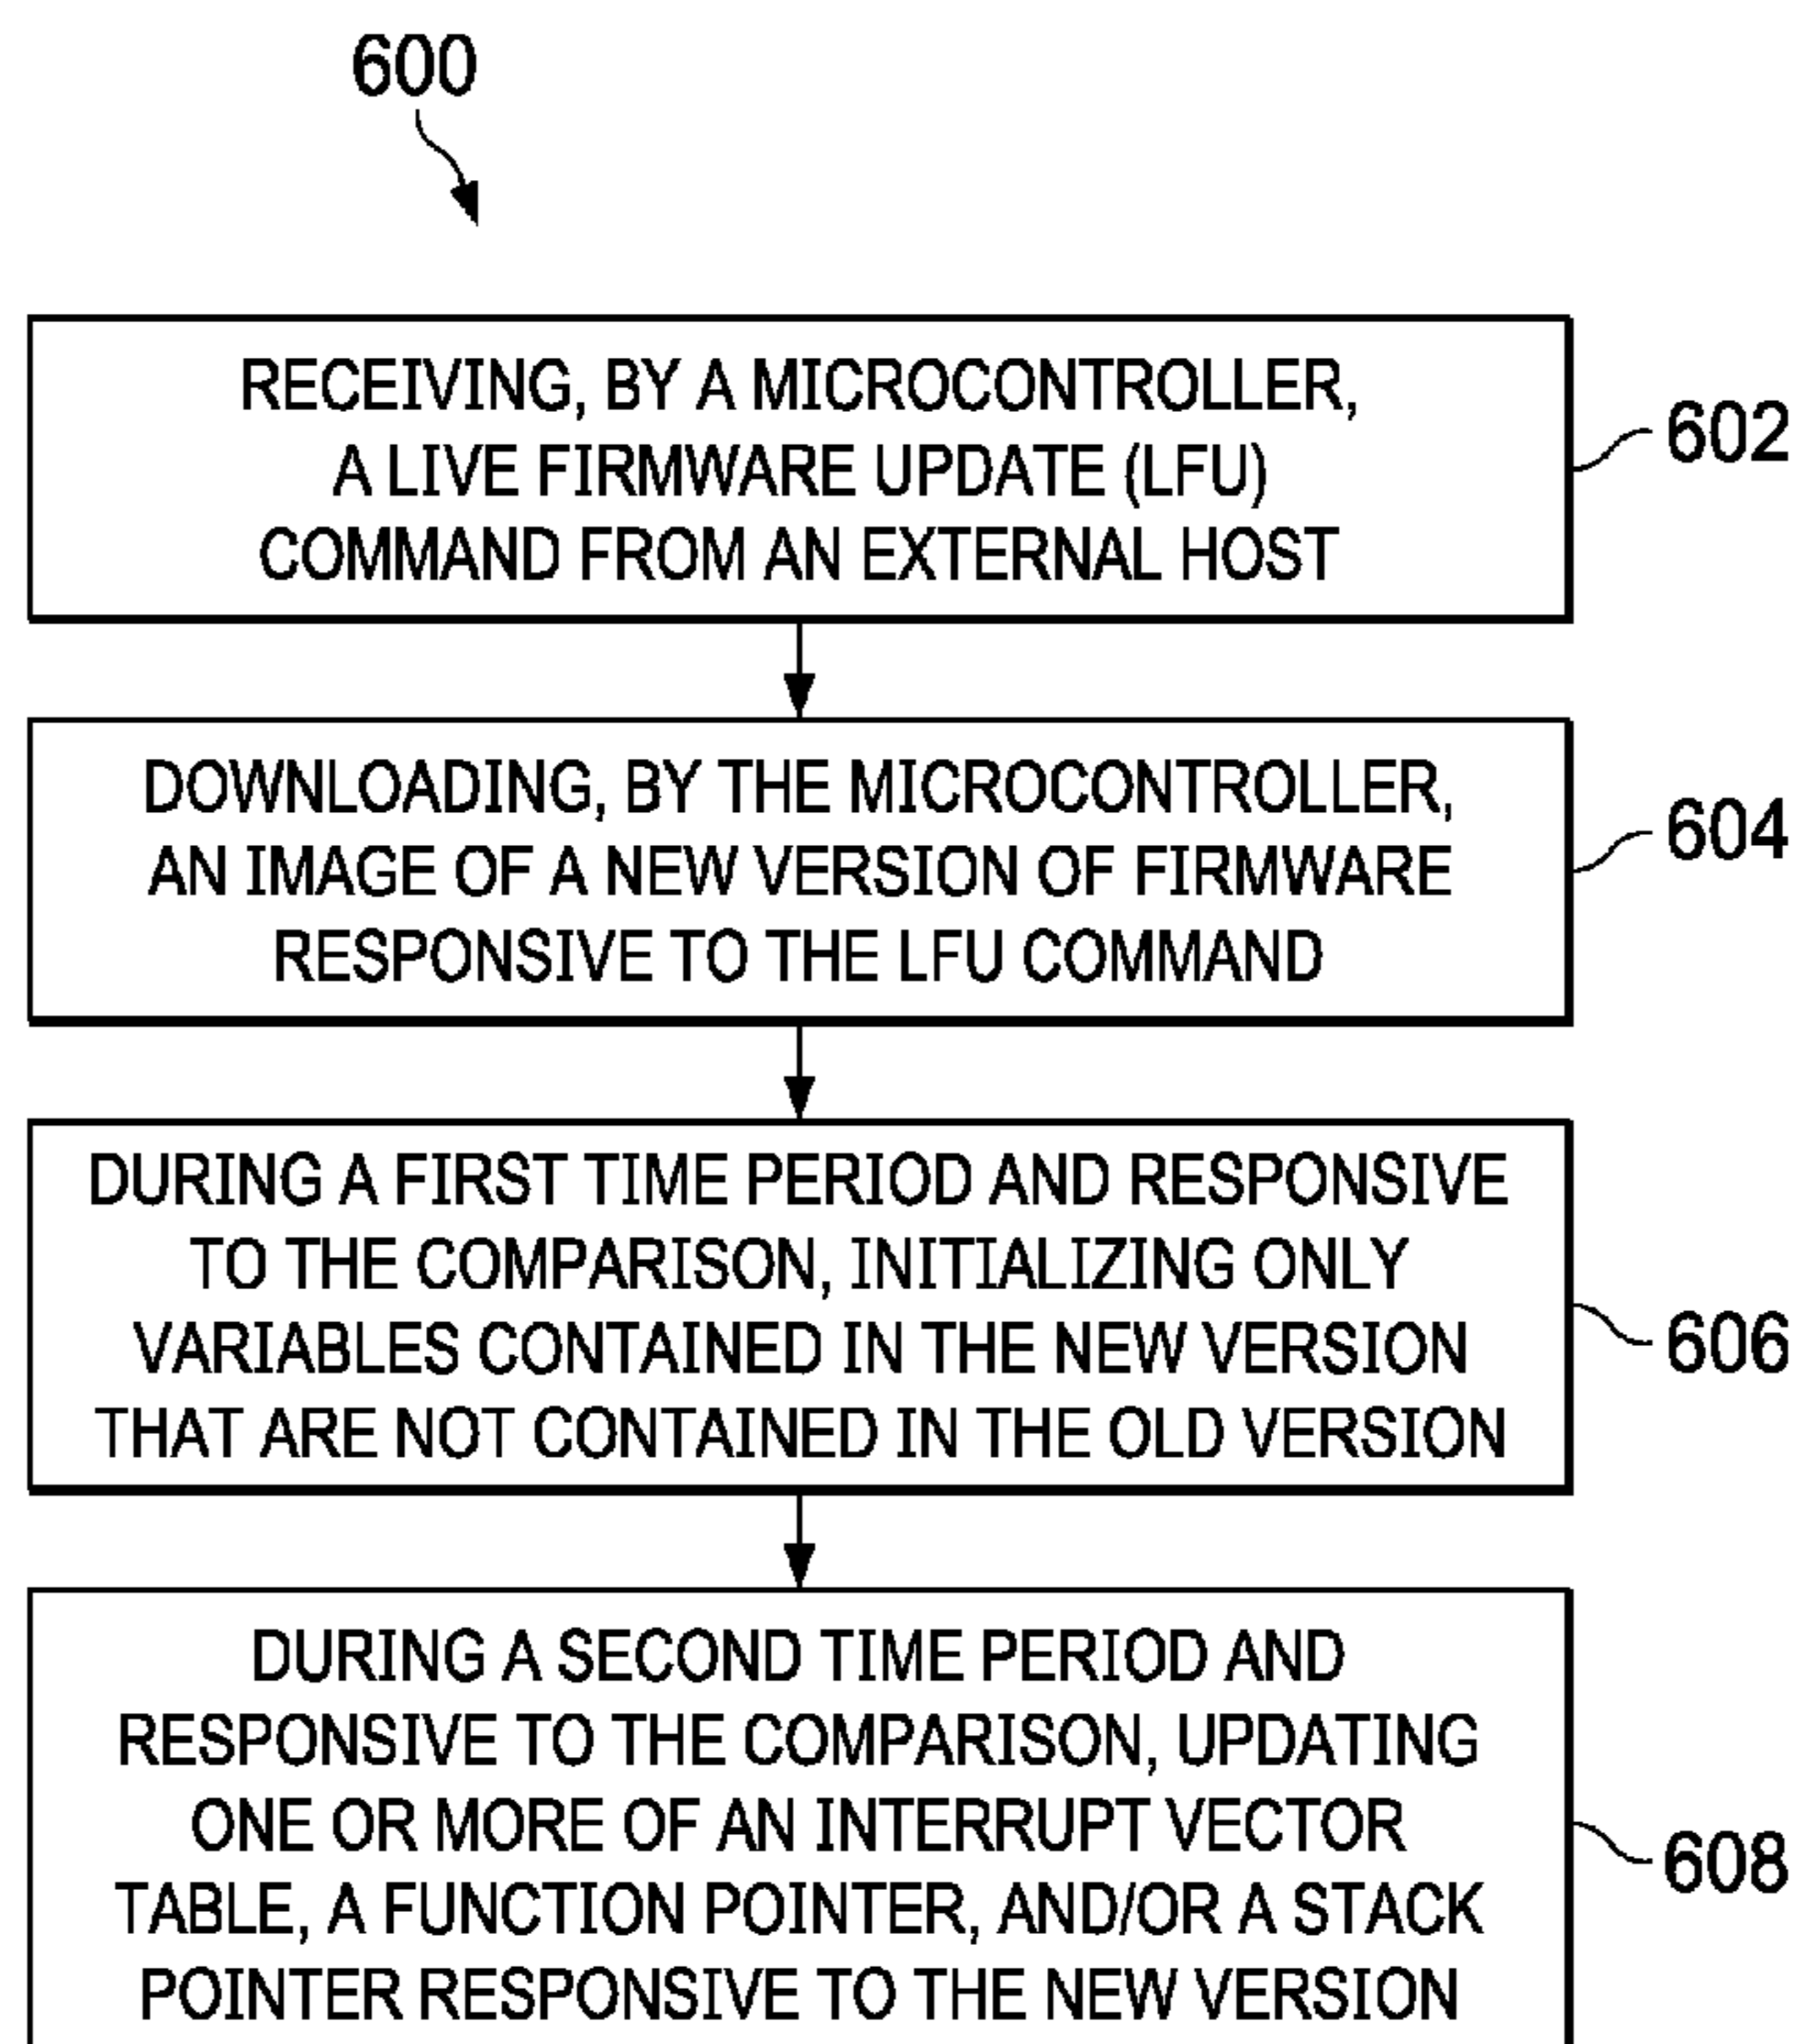 600
RECEIVING, BY A MICROCONTROLLER,
A LIVE FIRMWARE UPDATE (LFU)
COMMAND FROM AN EXTERNAL HOST
602
DOWNLOADING, BY THE MICROCONTROLLER,
AN IMAGE OF A NEW VERSION OF FIRMWARE
RESPONSIVE TO THE LFU COMMAND
604
DURING A FIRST TIME PERIOD AND RESPONSIVE
TO THE COMPARISON, INITIALIZING ONLY
VARIABLES CONTAINED IN THE NEW VERSION
THAT ARE NOT CONTAINED IN THE OLD VERSION
606
DURING A SECOND TIME PERIOD AND
RESPONSIVE TO THE COMPARISON, UPDATING
ONE OR MORE OF AN INTERRUPT VECTOR
TABLE, A FUNCTION POINTER, AND/OR A STACK
POINTER RESPONSIVE TO THE NEW VERSION
608